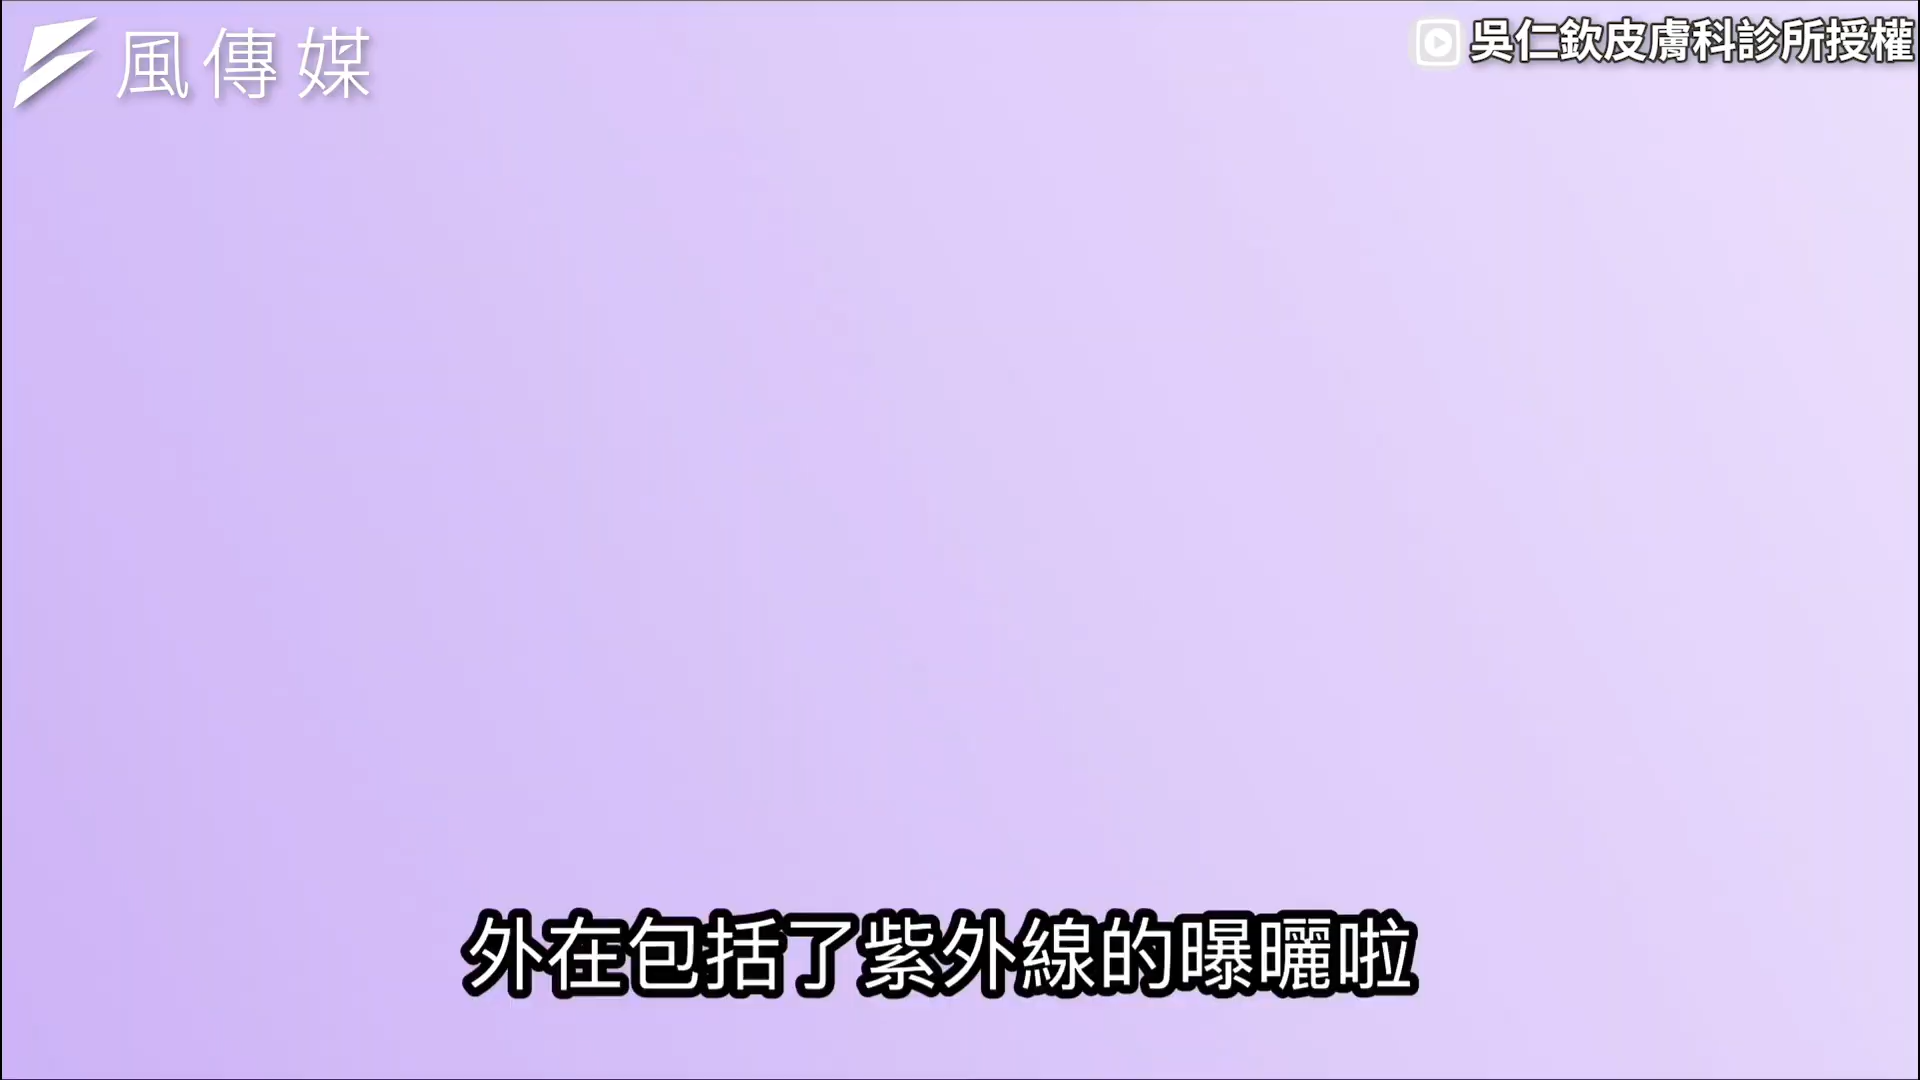 風傳媒
吳仁欽皮膚科診所授權
外在包括了紫外線的曝曬啦